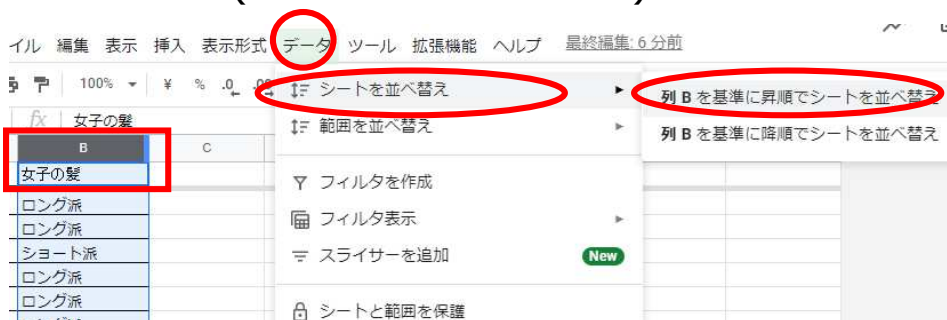 イル 編集 表示 挿入 表示形式 データ ツール 拡張機能 ヘルプ 最終編集: 6 分前
100% ¥ % .0
シートを並べ替え
列 B を基準に昇順でシートを並べ替え
fx 女子の髪
範囲を並べ替え
列 B を基準に降順でシートを並べ替え
B C
女子の髪
フィルタを作成
ロング派
フィルタ表示
ロング派
ショート派
スライサーを追加 New
ロング派
ロング派
シートと範囲を保護